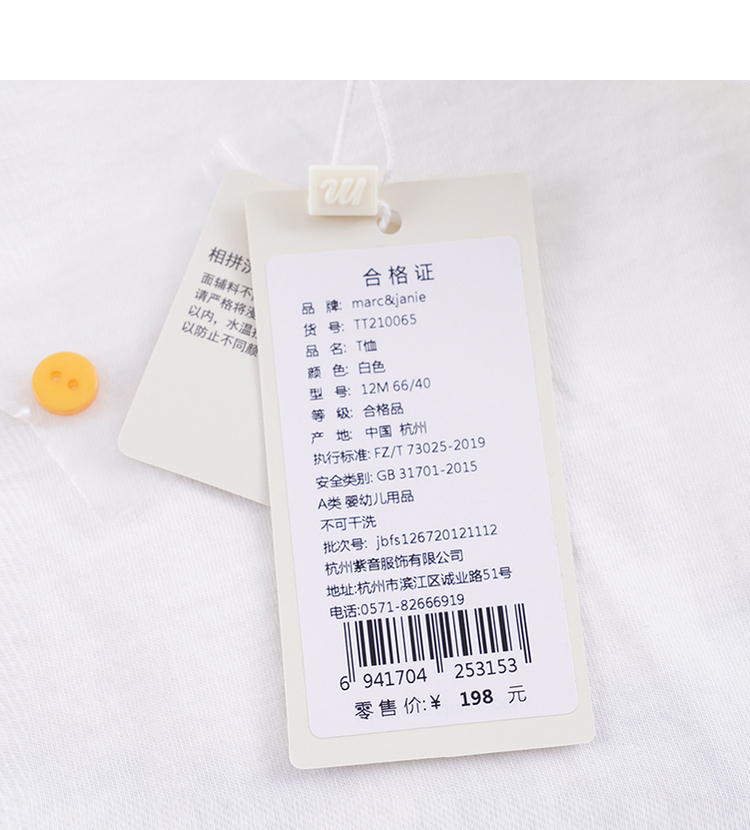 m
相拼
面辅料不
请严格将
以内，水温
以防止不同颜
合格证
品 牌: marc&janie
货 号: TT210065
品 名: T恤
颜 色: 白色
型 号: 12M 66/40
等 级: 合格品
产 地: 中国 杭州
执行标准: FZ/T 73025-2019
安全类别: GB 31701-2015
A类 婴幼儿用品
不可干洗
批次号: jbfs126720121112
杭州紫音服饰有限公司
地址:杭州市滨江区诚业路51号
电话:0571-82666919
6 941704 253153
零售价:¥ 198 元